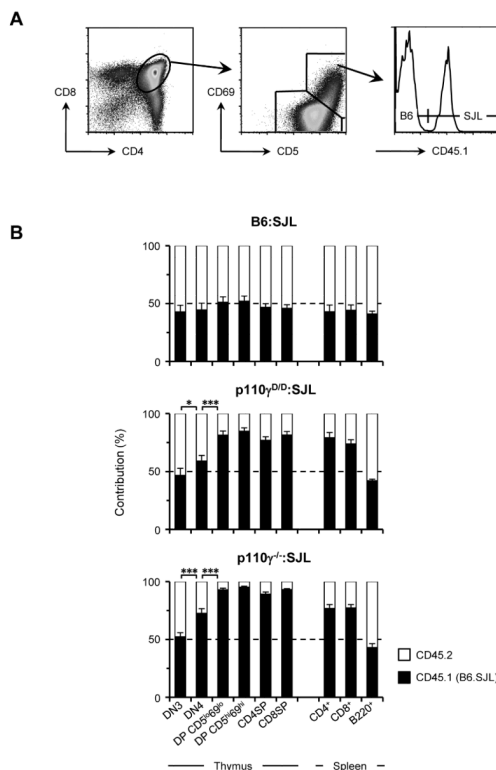 A
CD8
CD4
CD69
CD5
B6
SJL
CD45.1
B
B6:SJL
100
50
0
p110γD/D:SJL
* ***
100
50
0
Contribution (%)
p110γ-/-:SJL
*** ***
100
50
0
CD45.2
CD45.1 (B6.SJL)
DN3
DN4
DP CD5lo69lo
DP CD5hi69hi
CD4SP
CD8SP
CD4+
CD8+
B220+
Thymus
Spleen